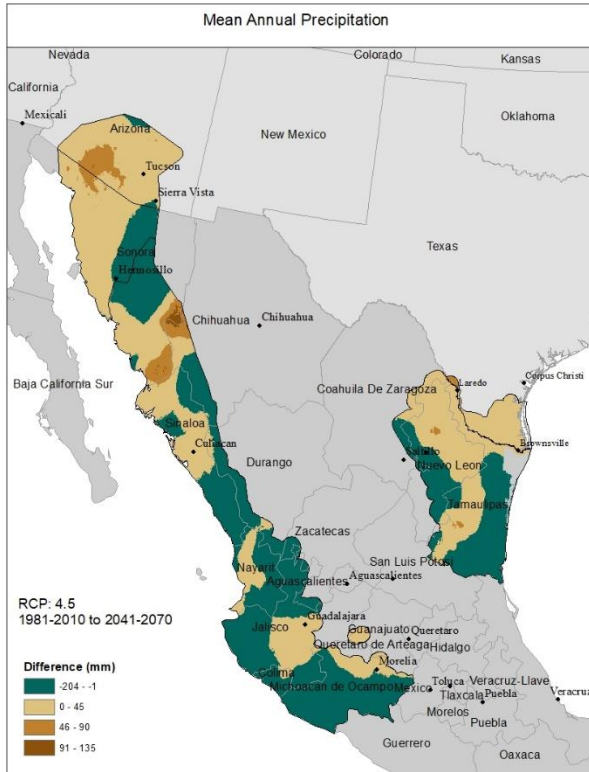 Mean Annual Precipitation
Nevada
Colorado
Kansas
California
Mexicali
Arizona
Oklahoma
New Mexico
Tucson
Sierra Vista
Texas
Sonora
Hermosillo
Chihuahua
Chihuahua
Baja California Sur
Coahuila De Zaragoza
Laredo
Corpus Christi
Sinaloa
Culiacan
Brownsville
Saltillo
Nuevo Leon
Durango
Tamaulipas
Zacatecas
San Luis Potosi
Nayarit
Aguascalientes
Aguascalientes
RCP: 4.5
1981-2010 to 2041-2070
Jalisco
Guadalajara
Guanajuato
Queretaro
Queretaro de Arteaga
Hidalgo
Difference (mm)
-204 - -1
0 - 45
46 - 90
91 - 135
Colima
Morelia
Michoacan de Ocampo
Mexico
Toluca
Tlaxcala
Veracruz-Llave
Puebla
Veracruz
Morelos
Puebla
Guerrero
Oaxaca